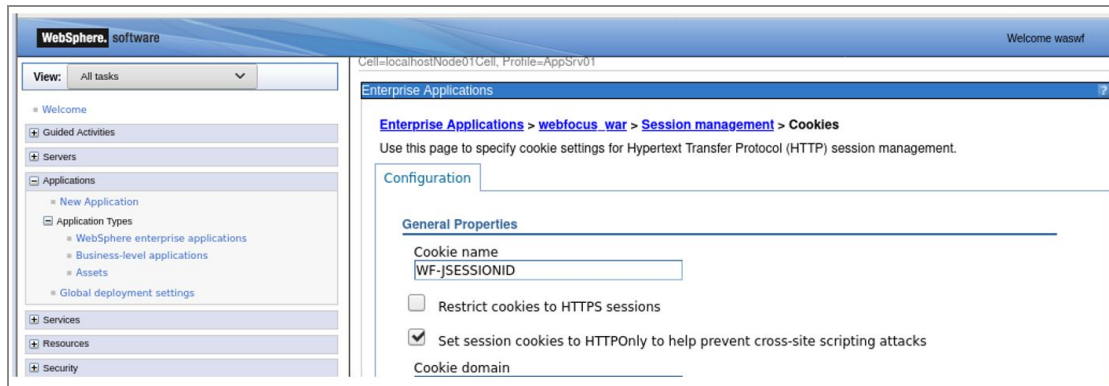 WebSphere. software
Welcome waswf
View: All tasks
Cell=localhostNode01Cell, Profile=AppSrv01
Welcome
Guided Activities
Servers
Applications
New Application
Application Types
WebSphere enterprise applications
Business-level applications
Assets
Global deployment settings
Services
Resources
Security
Enterprise Applications
?
Enterprise Applications > webfocus_war > Session management > Cookies
Use this page to specify cookie settings for Hypertext Transfer Protocol (HTTP) session management.
Configuration
General Properties
Cookie name
WF-JSESSIONID
Restrict cookies to HTTPS sessions
Set session cookies to HTTPOnly to help prevent cross-site scripting attacks
Cookie domain